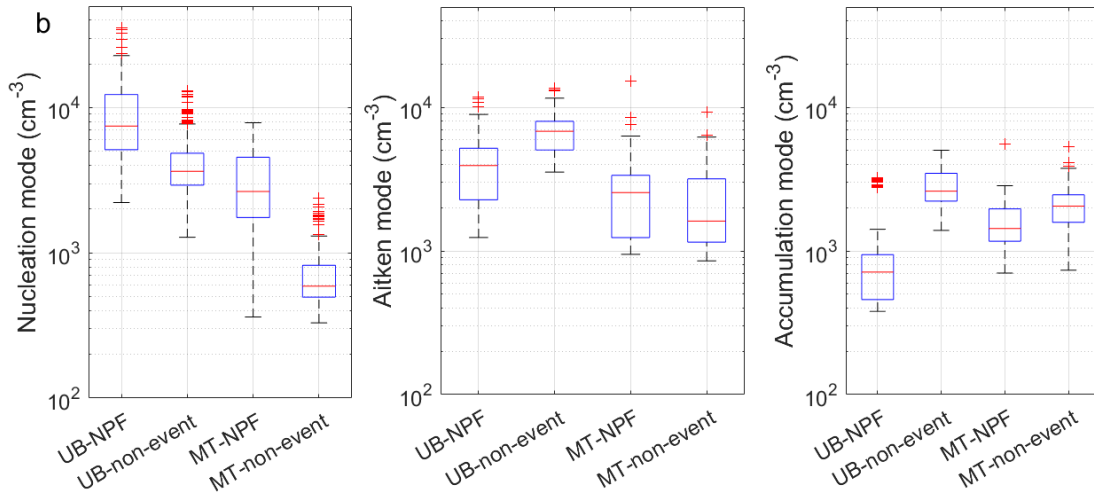 b
Nucleation mode (cm⁻³)
10⁴
10³
10²
UB-NPF
UB-non-event
MT-NPF
MT-non-event
Aitken mode (cm⁻³)
10⁴
10³
10²
UB-NPF
UB-non-event
MT-NPF
MT-non-event
Accumulation mode (cm⁻³)
10⁴
10³
10²
UB-NPF
UB-non-event
MT-NPF
MT-non-event